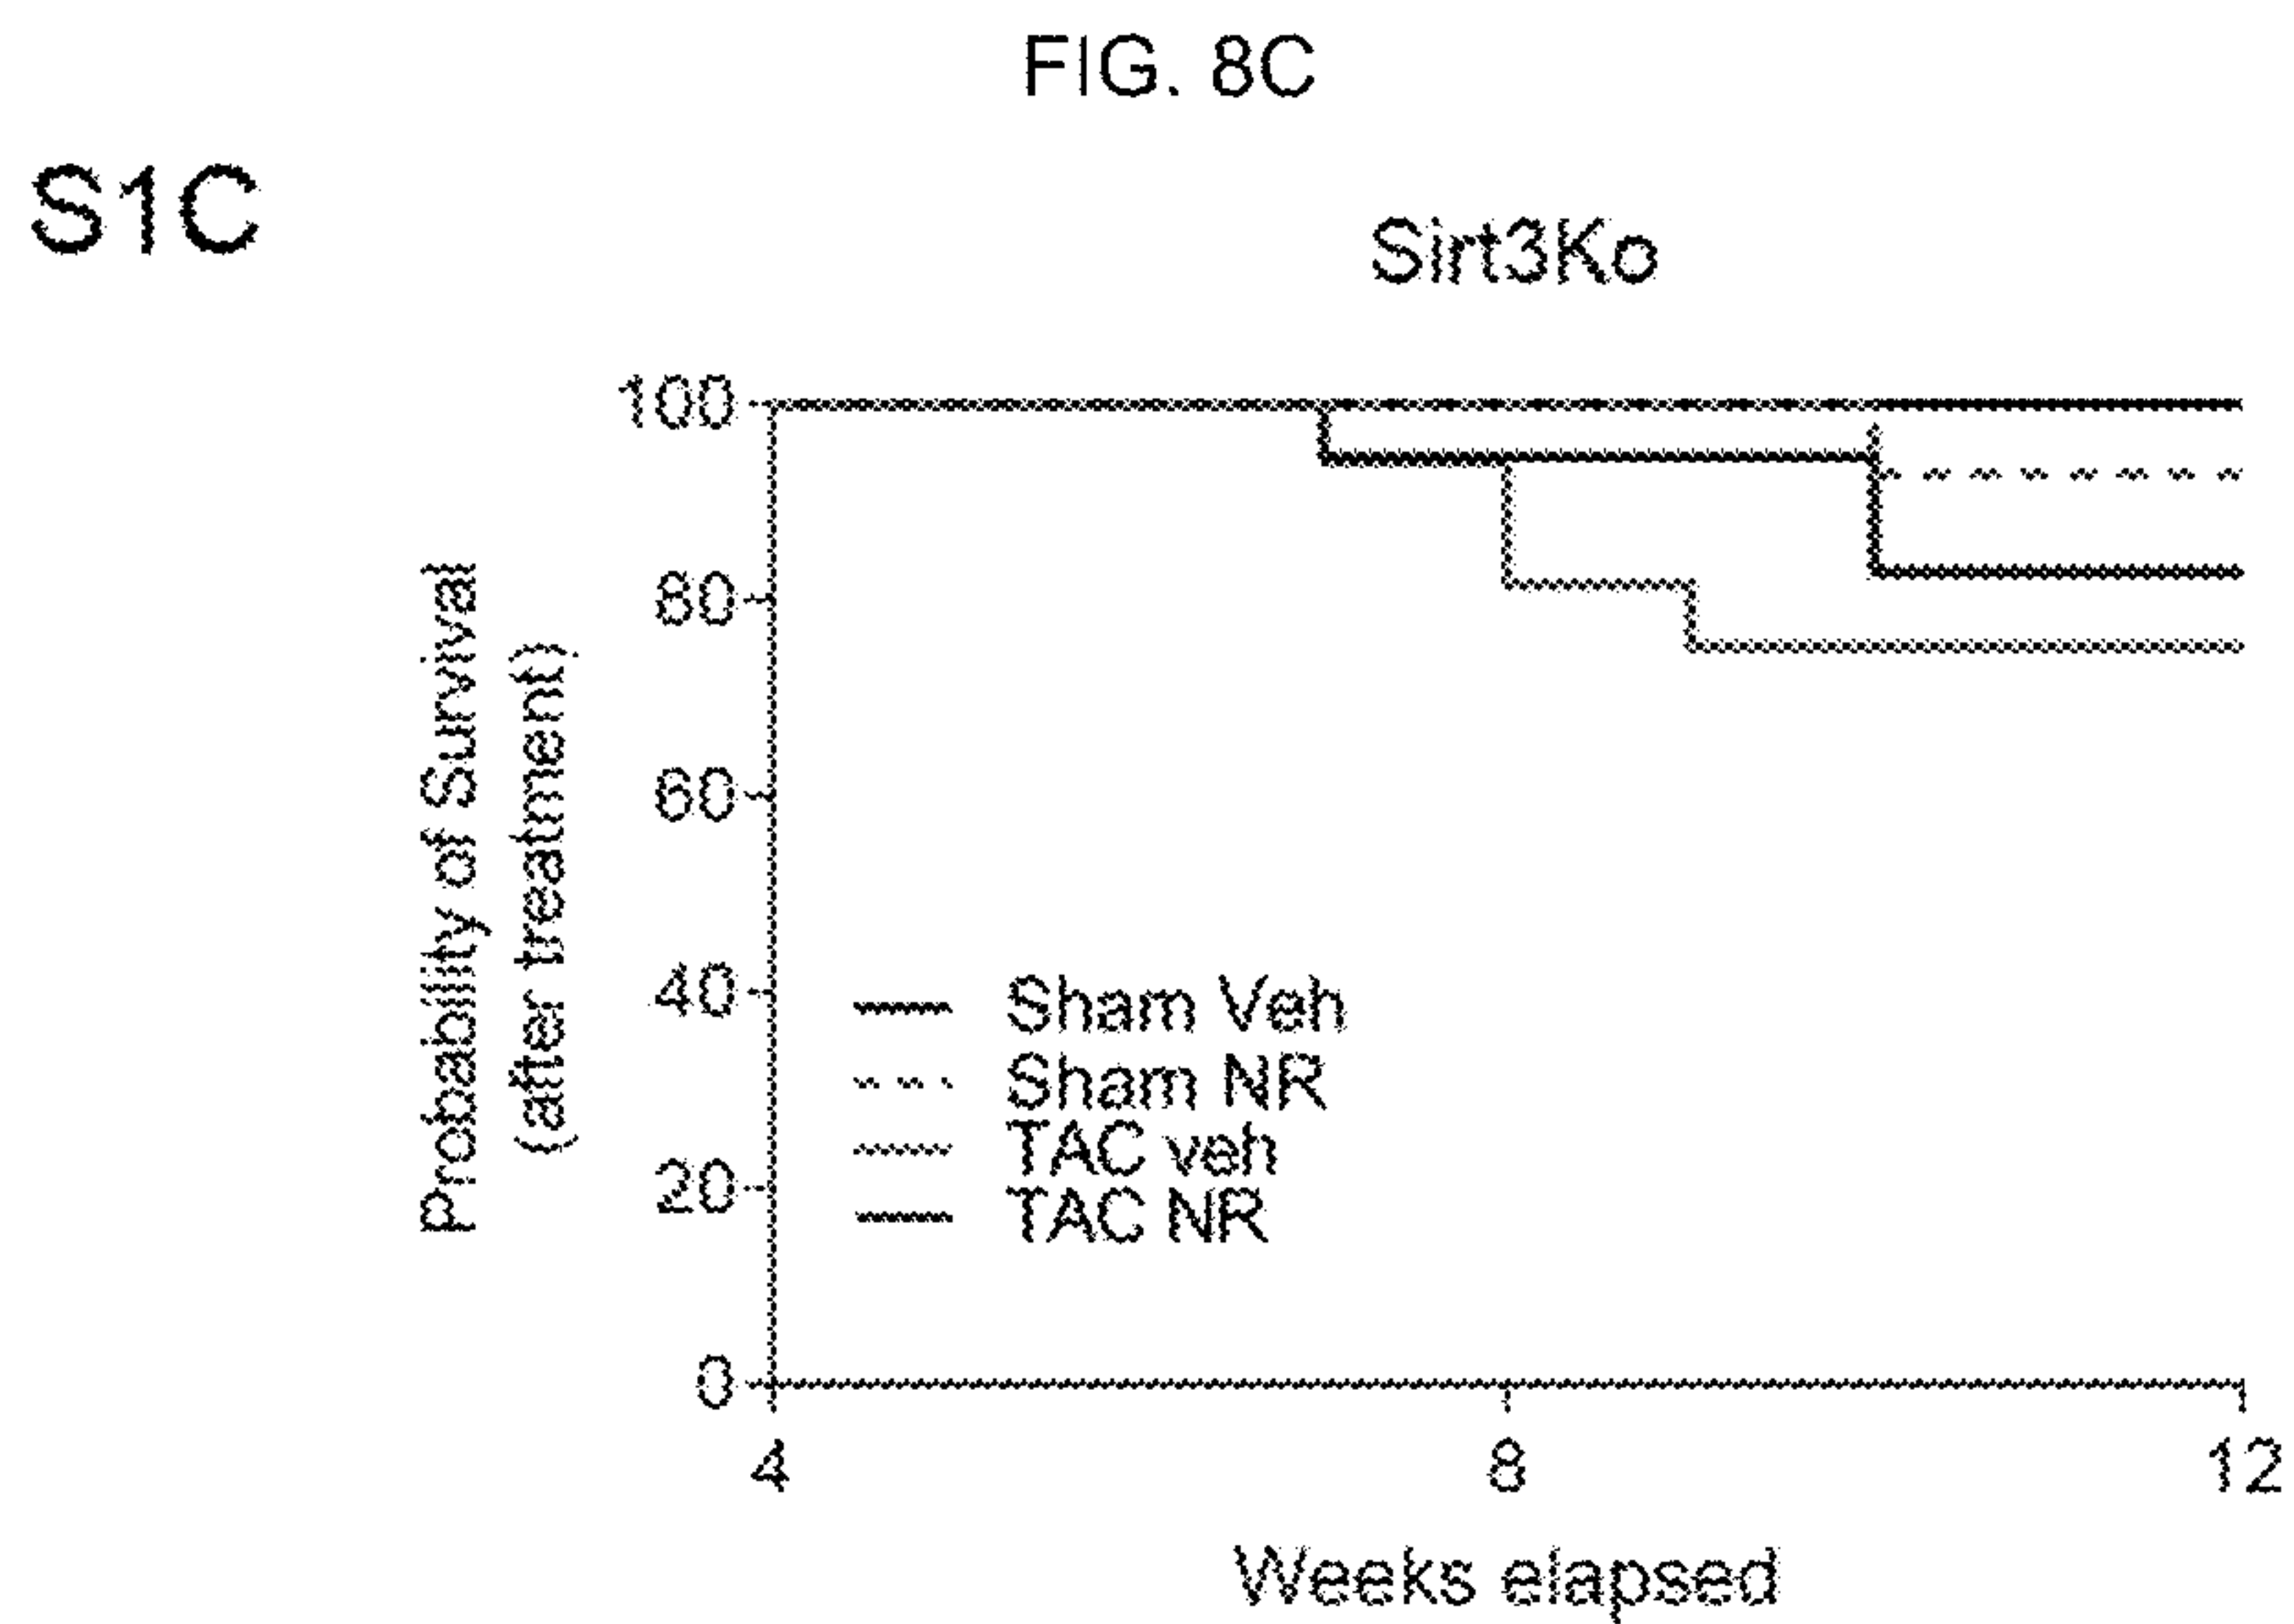 FIG. 8C
S1C
Sirt3Ko
100
80
60
40
20
0
Probability of Survival
(after treatment)
Sham Veh
Sham NR
TAC veh
TAC NR
4
8
12
Weeks elapsed